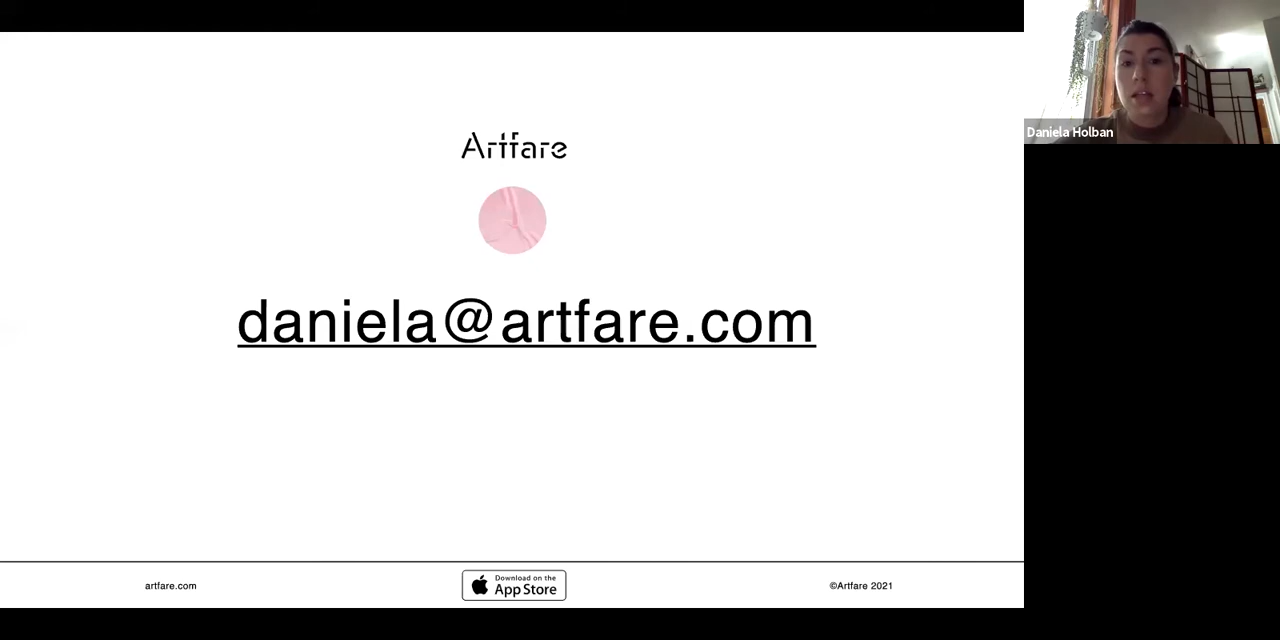 Artfare
daniela@artfare.com
artfare.com
Download on the
App Store
©Artfare 2021
Daniela Holban